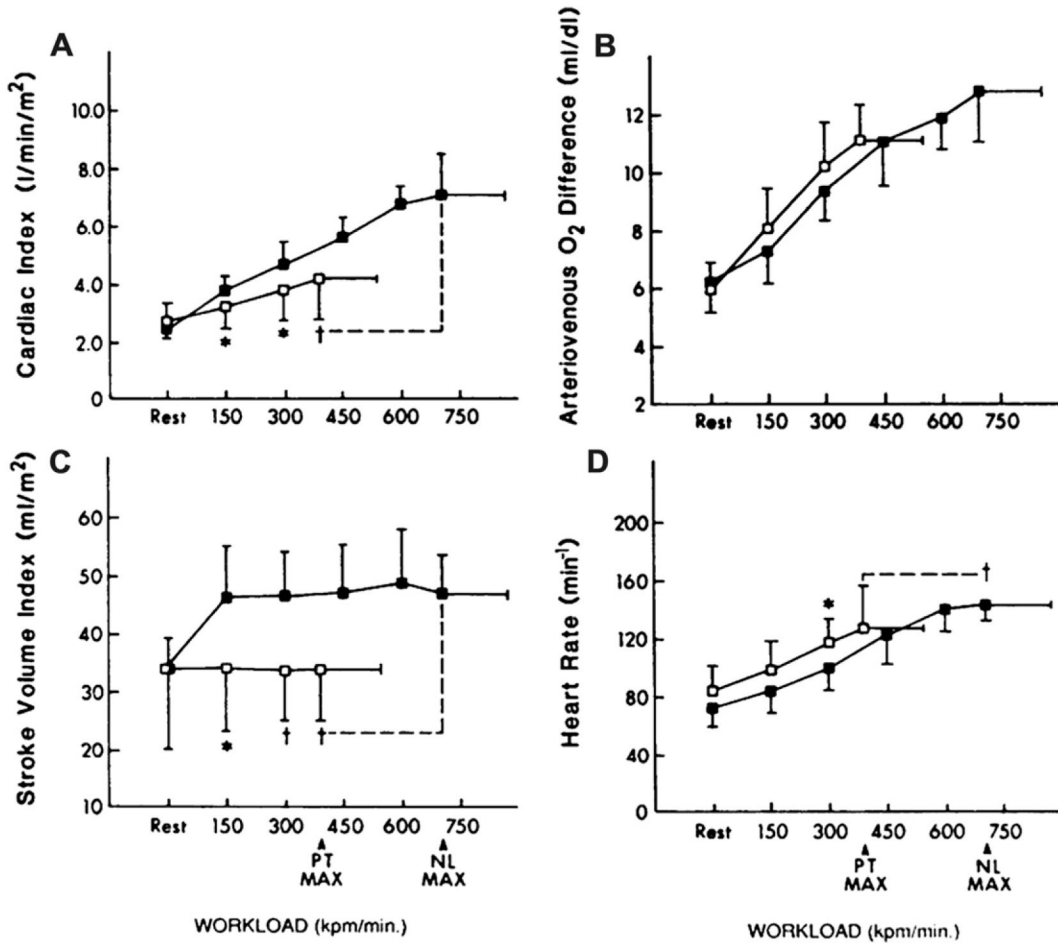 A
Cardiac Index (l/min/m²)
10.0
8.0
6.0
4.0
2.0
0
Rest 150 300 450 600 750
* * †
B
Arteriovenous O₂ Difference (ml/dl)
12
10
8
6
4
2
Rest 150 300 450 600 750
C
Stroke Volume Index (ml/m²)
60
50
40
30
20
10
* † †
Rest 150 300 450 600 750
PT MAX
NL MAX
WORKLOAD (kpm/min.)
D
Heart Rate (min⁻¹)
200
160
120
80
40
0
* †
Rest 150 300 450 600 750
PT MAX
NL MAX
WORKLOAD (kpm/min.)